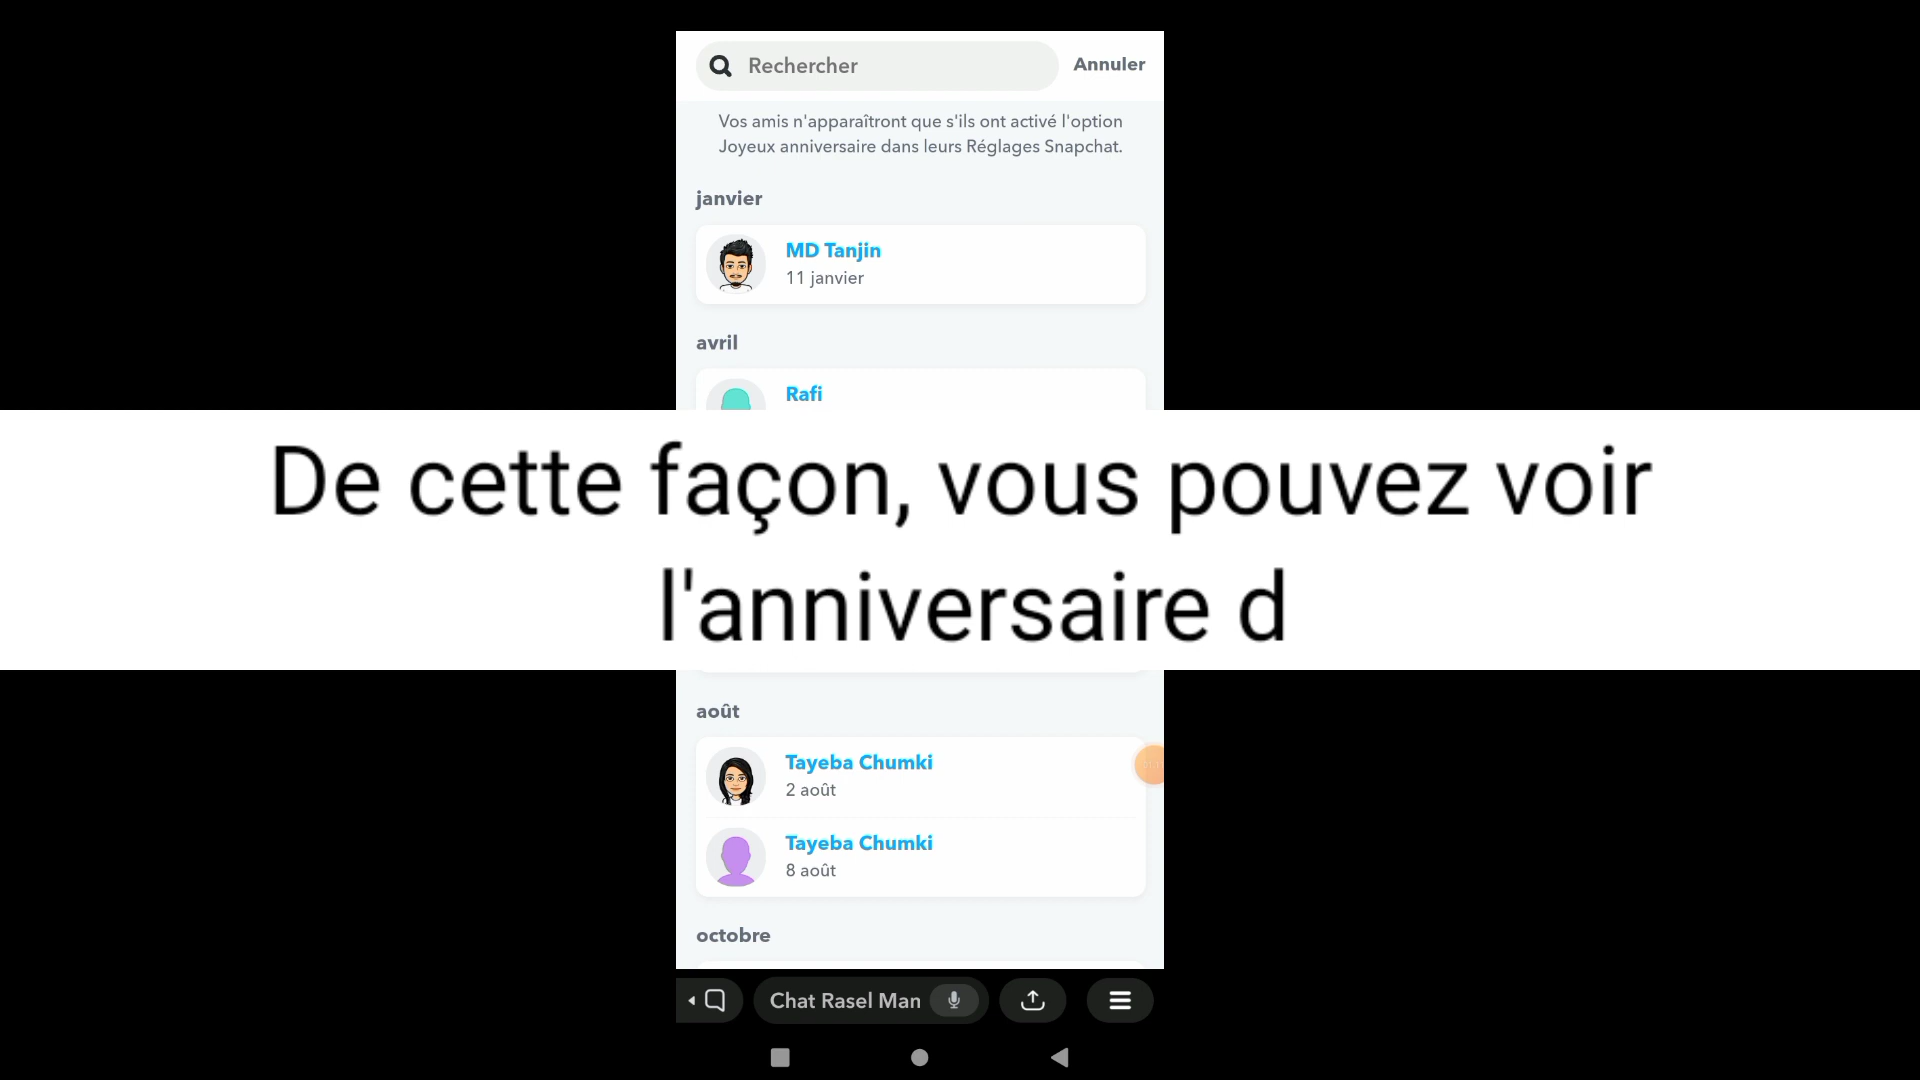 Rechercher
Annuler
Vos amis n'apparaîtront que s'ils ont activé l'option
Joyeux anniversaire dans leurs Réglages Snapchat.
janvier
MD Tanjin
11 janvier
avril
Rafi
De cette façon, vous pouvez voir
l'anniversaire d
août
Tayeba Chumki
2 août
Tayeba Chumki
8 août
octobre
Chat Rasel Man